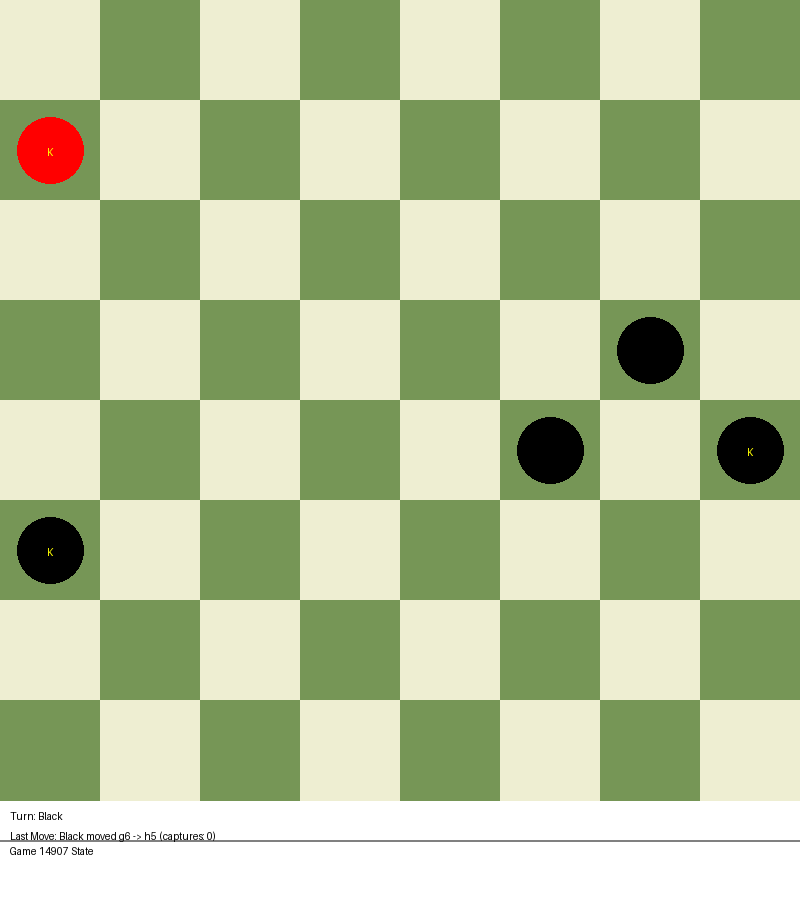 K
K
K
Turn: Black
Last Move: Black moved g6 -> h5 (captures: 0)
Game 14907 State